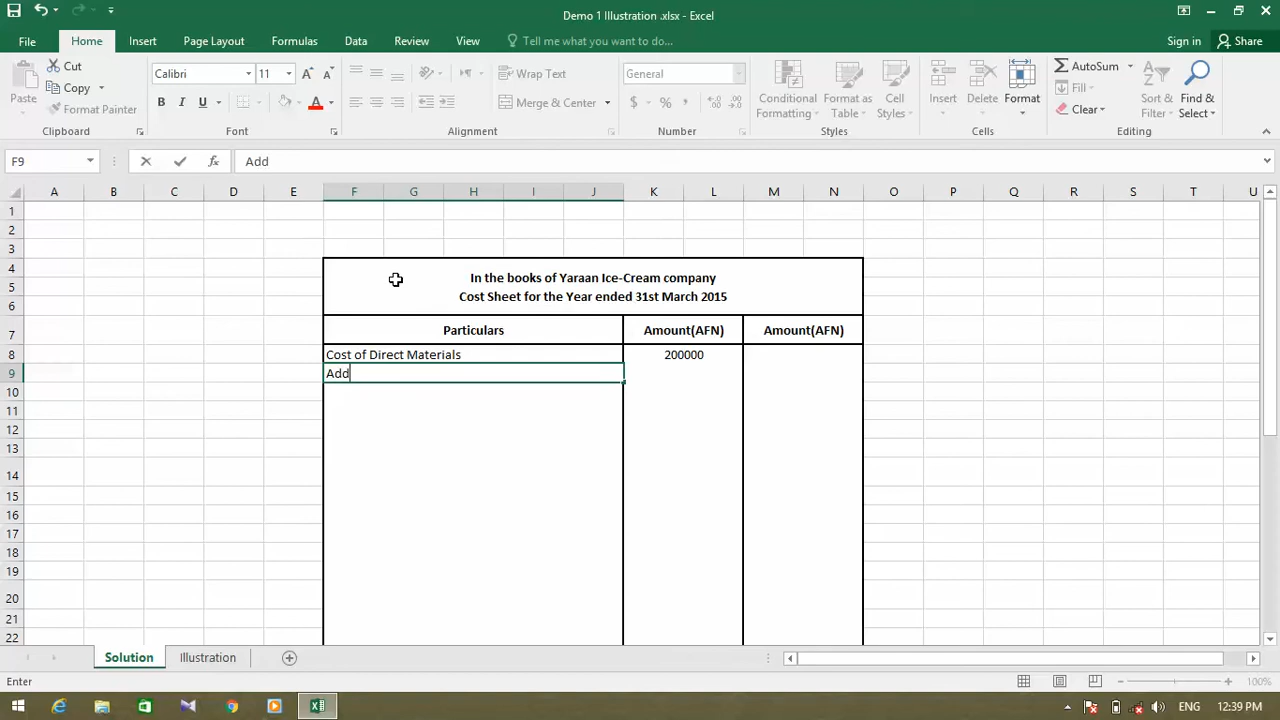 Demo 1 Illustration .xlsx - Excel
File Home Insert Page Layout Formulas Data Review View Tell me what you want to do... Sign in Share
Paste
Cut
Copy
Format Painter
Clipboard
Calibri 11
B I U
Font
Wrap Text
Merge & Center
Alignment
General
$ % ,
Number
Conditional
Formatting
Format as
Table
Cell
Styles
Styles
Insert Delete Format
Cells
AutoSum
Fill
Clear
Sort &
Filter
Find &
Select
Editing
F9 fx Add
A B C D E F G H I J K L M N O P Q R S T U
1
2
3
4
5
6
7
8
9
10
11
12
13
14
15
16
17
18
19
20
21
22
In the books of Yaraan Ice-Cream company
Cost Sheet for the Year ended 31st March 2015
Particulars Amount(AFN) Amount(AFN)
Cost of Direct Materials 200000
Add
Solution Illustration
Enter 100%
ENG 12:39 PM